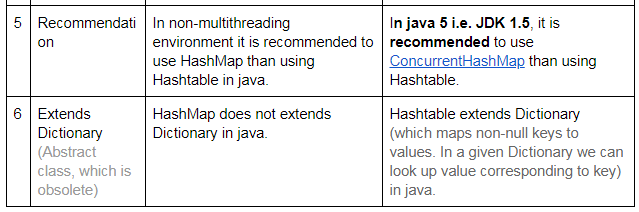 5 Recommendati In non-multithreading In java 5 i.e. JDK 1.5, it is
on environment it is recommended to recommended to use
use HashMap than using ConcurrentHashMap than using
Hashtable in java. Hashtable.
6 Extends HashMap does not extends Hashtable extends Dictionary
Dictionary Dictionary in java. (which maps non-null keys to
(Abstract values. In a given Dictionary we can
class, which is look up value corresponding to key)
obsolete) in java.